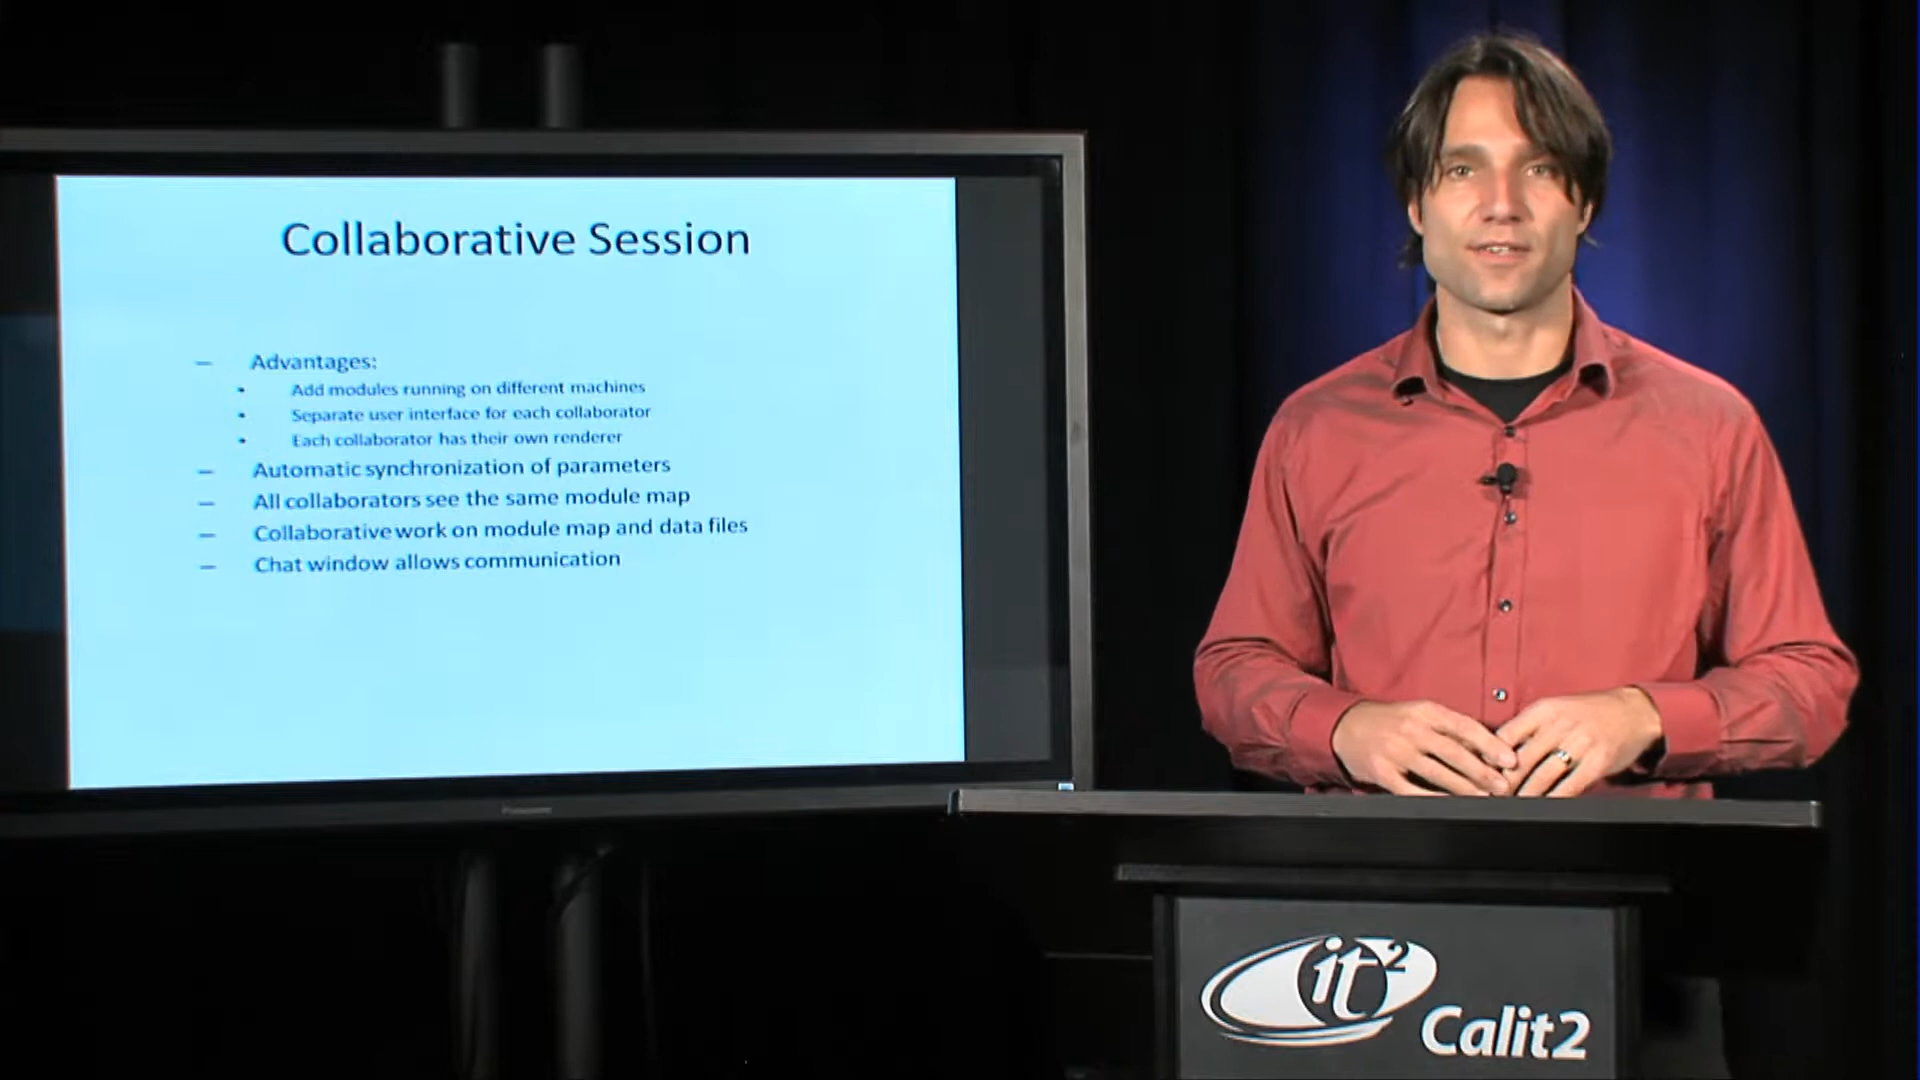 Collaborative Session
– Advantages:
• Add modules running on different machines
• Separate user interface for each collaborator
• Each collaborator has their own renderer
– Automatic synchronization of parameters
– All collaborators see the same module map
– Collaborative work on module map and data files
– Chat window allows communication
Panasonic
it2
Calit2